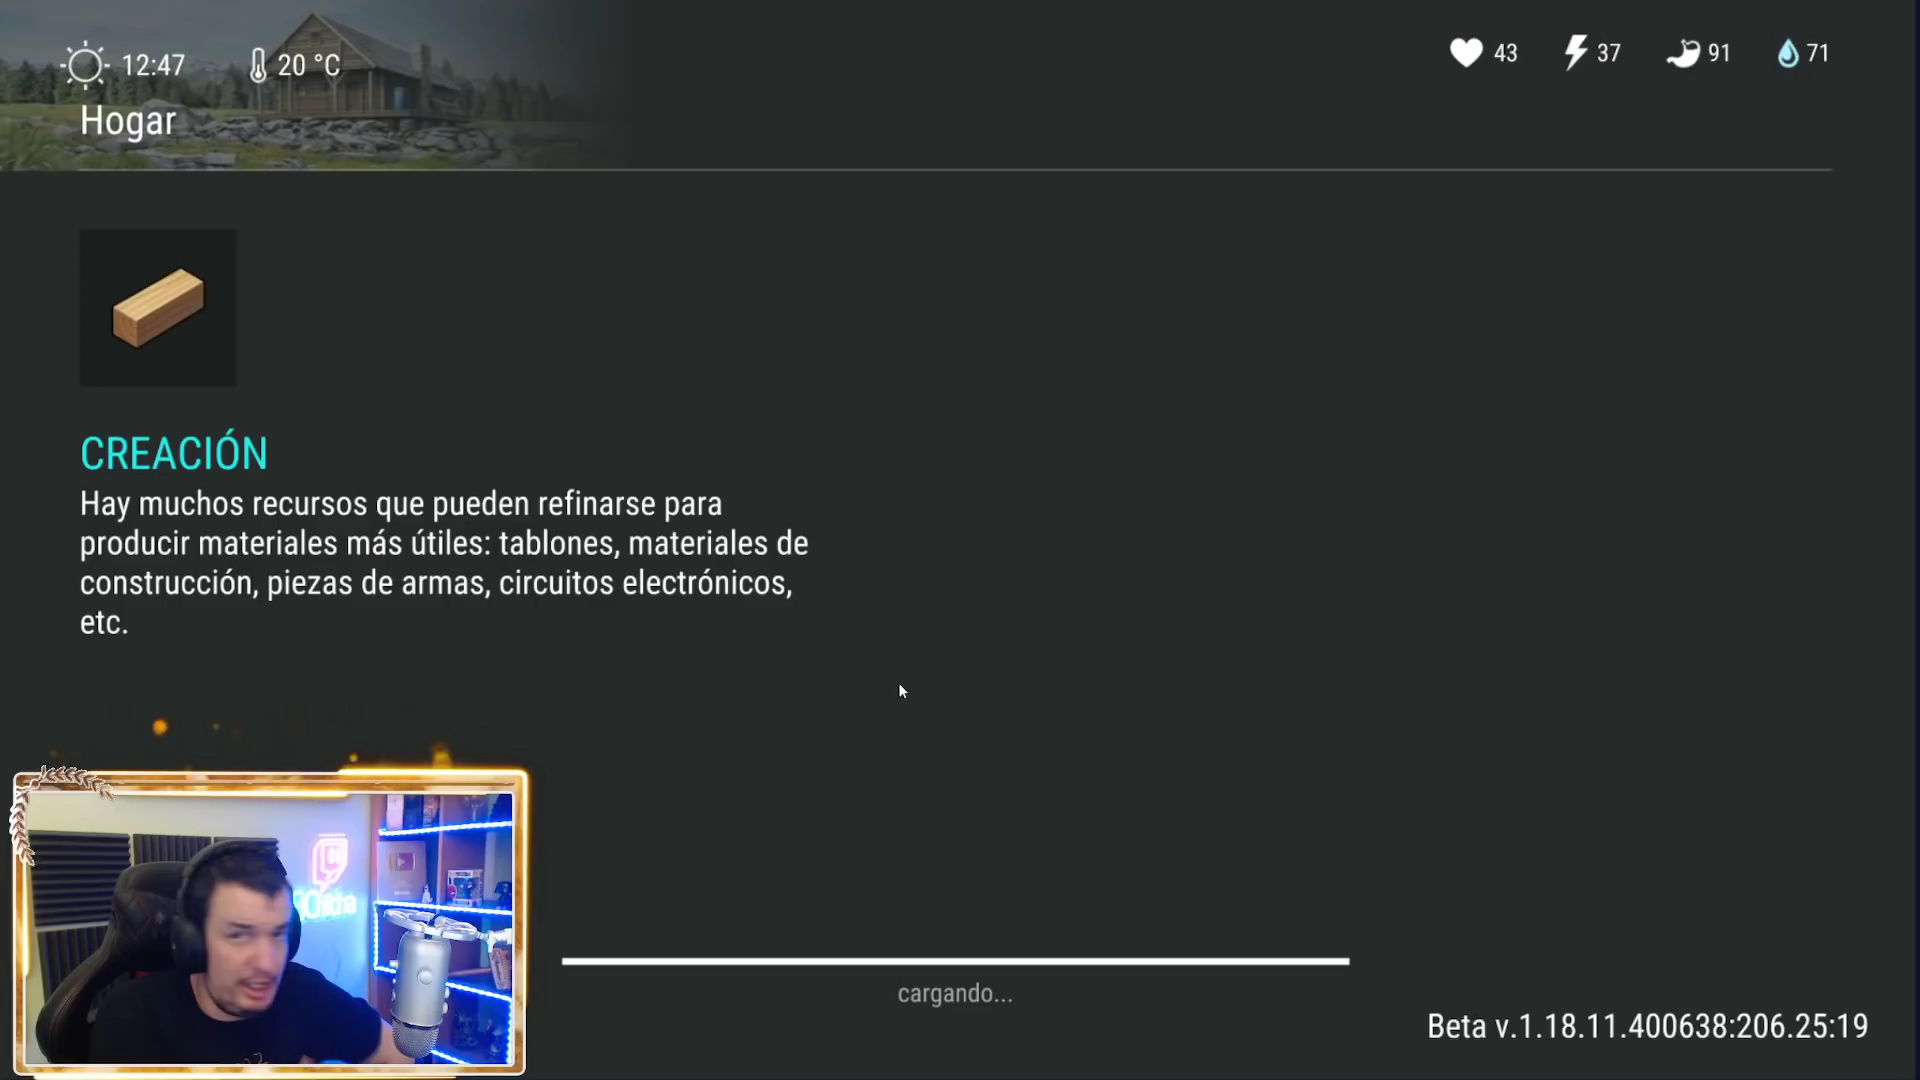 12:47
20 °C
43
37
91
71
Hogar
CREACIÓN
Hay muchos recursos que pueden refinarse para
producir materiales más útiles: tablones, materiales de
construcción, piezas de armas, circuitos electrónicos,
etc.
cargando...
Beta v.1.18.11.400638:206.25:19